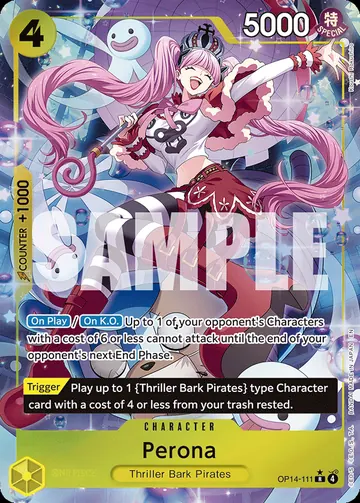 4
5000
特
SPECIAL
COUNTER +1000
SAMPLE
On Play / On K.O. Up to 1 of your opponent's Characters
with a cost of 6 or less cannot attack until the end of your
opponent's next End Phase.
Trigger Play up to 1 {Thriller Bark Pirates} type Character
card with a cost of 4 or less from your trash rested.
CHARACTER
Perona
Thriller Bark Pirates
OP14-111 R 4